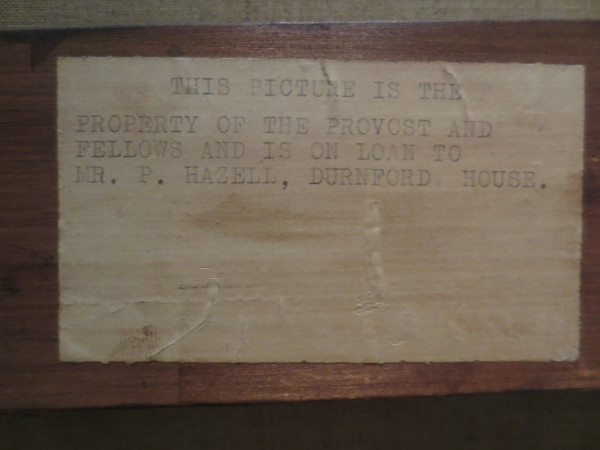 THIS PICTURE IS THE
PROPERTY OF THE PROVOST AND
FELLOWS AND IS ON LOAN TO
MR. P. HAZELL, DURNFORD HOUSE.